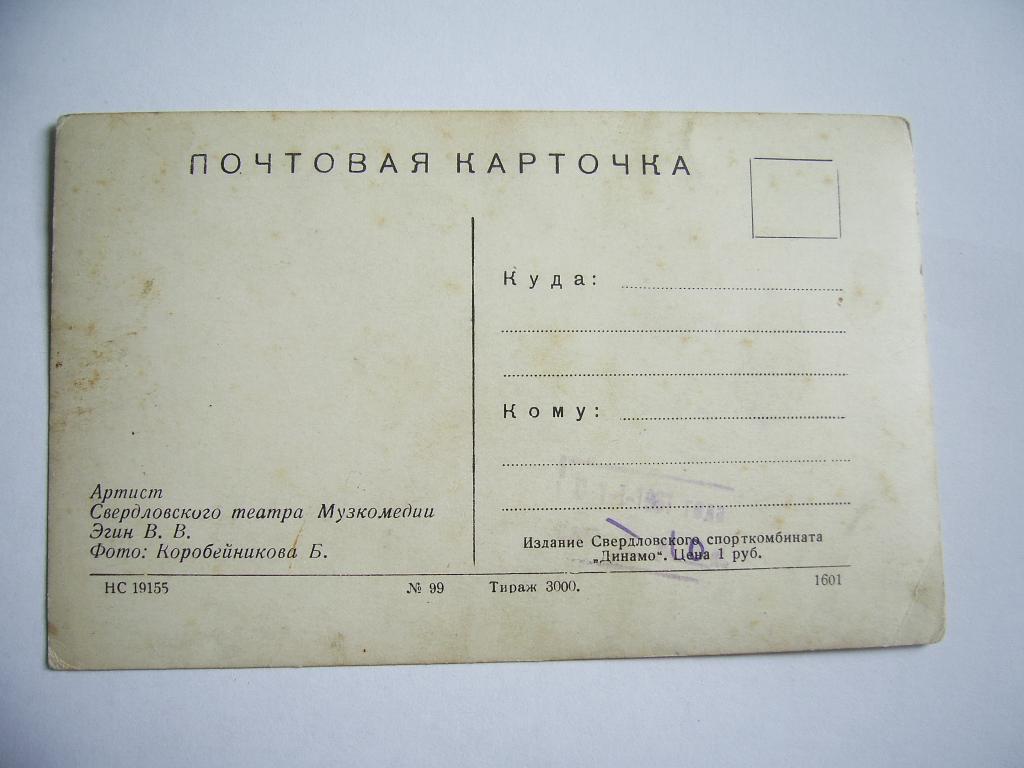 ПОЧТОВАЯ КАРТОЧКА
Куда:
Кому:
Артист
Свердловского театра Музкомедии
Эгин В. В.
Фото: Коробейникова Б.
Издание Свердловского спорткомбината
„Динамо“. Цена 1 руб.
НС 19155 № 99 Тираж 3000. 1601